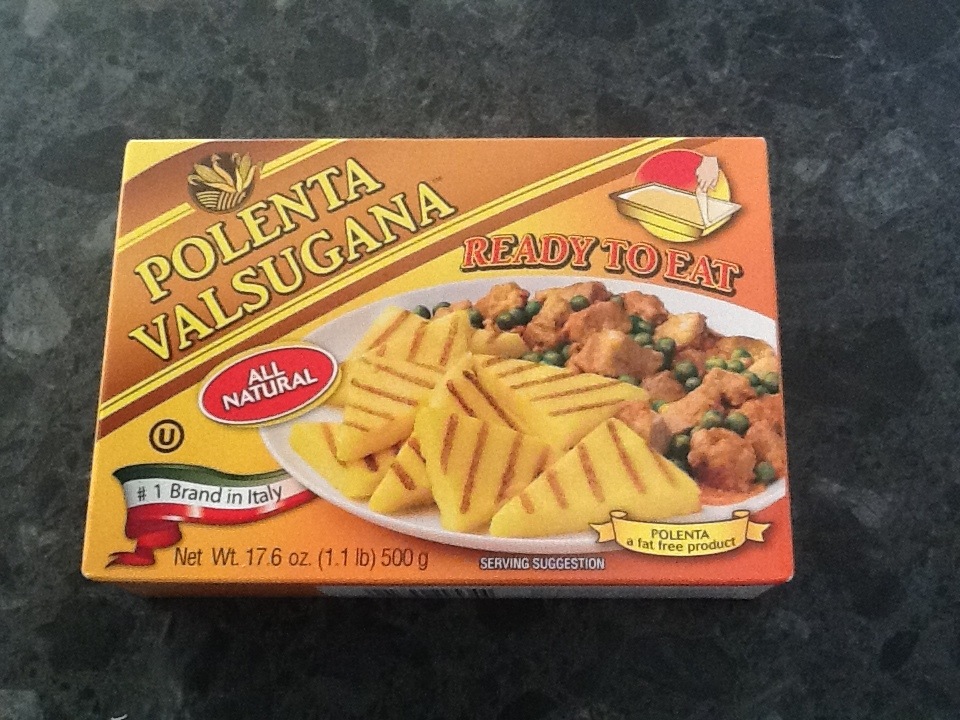 POLENTA
VALSUGANA™
READY TO EAT
ALL
NATURAL
U
# 1 Brand in Italy
POLENTA
a fat free product
Net Wt. 17.6 oz. (1.1 lb) 500 g
SERVING SUGGESTION